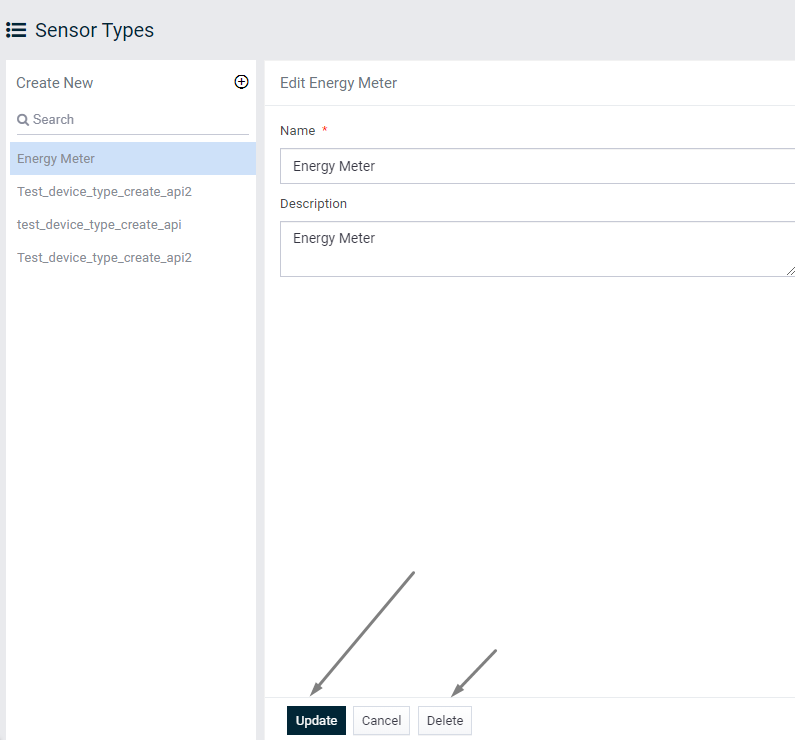 Sensor Types
Create New
Search
Energy Meter
Test_device_type_create_api2
test_device_type_create_api
Test_device_type_create_api2
Edit Energy Meter
Name *
Energy Meter
Description
Energy Meter
Update Cancel Delete